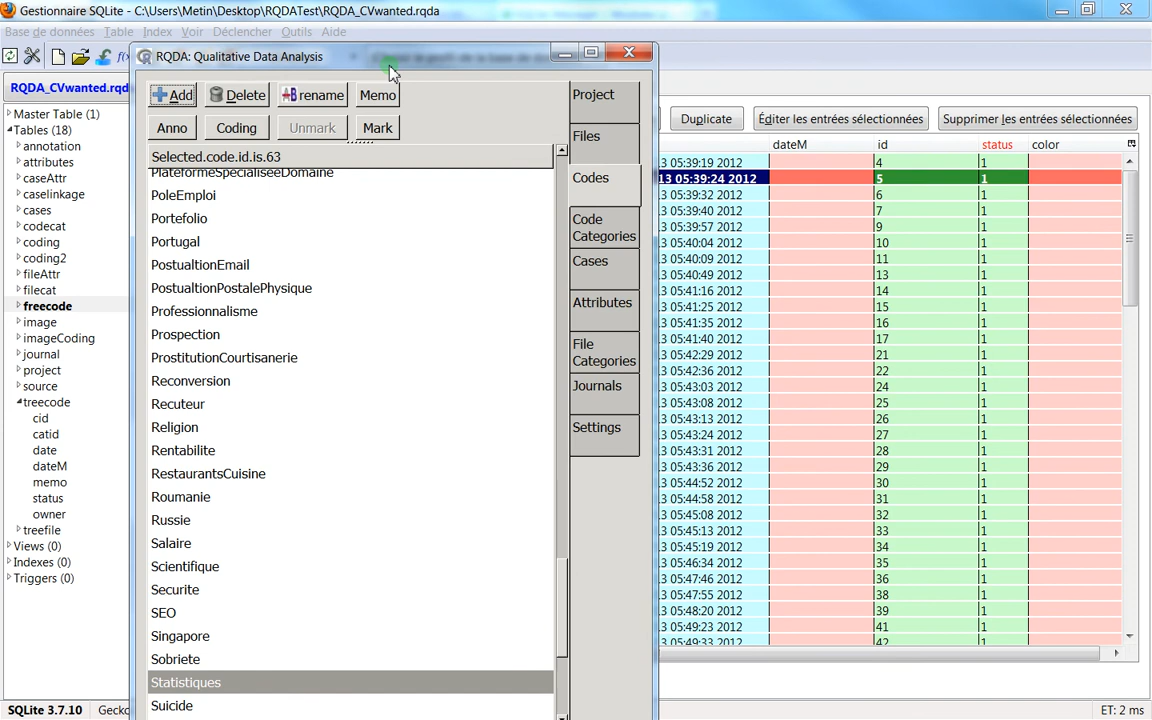 Gestionnaire SQLite - C:\Users\Metin\Desktop\RQDATest\RQDA_CVwanted.rqda
Base de données Table Index Voir Déclencher Outils Aide
RQDA: Qualitative Data Analysis
RQDA_CVwanted.rqd
Master Table (1)
Tables (18)
annotation
attributes
caseAttr
caselinkage
cases
codecat
coding
coding2
fileAttr
filecat
freecode
image
imageCoding
journal
project
source
treecode
cid
catid
date
dateM
memo
status
owner
treefile
Views (0)
Indexes (0)
Triggers (0)
SQLite 3.7.10 Gecko
Add Delete rename Memo
Anno Coding Unmark Mark
Selected.code.id.is.63
PlateformeSpecialiseeDomaine
PoleEmploi
Portefolio
Portugal
PostualtionEmail
PostualtionPostalePhysique
Professionnalisme
Prospection
ProstitutionCourtisanerie
Reconversion
Recuteur
Religion
Rentabilite
RestaurantsCuisine
Roumanie
Russie
Salaire
Scientifique
Securite
SEO
Singapore
Sobriete
Statistiques
Suicide
Project
Files
Codes
Code
Categories
Cases
Attributes
File
Categories
Journals
Settings
Duplicate Éditer les entrées sélectionnées Supprimer les entrées sélectionnées
dateM id status color
3 05:39:19 2012 4 1
13 05:39:24 2012 5 1
3 05:39:32 2012 6 1
3 05:39:40 2012 7 1
3 05:39:57 2012 9 1
3 05:40:04 2012 10 1
3 05:40:09 2012 11 1
3 05:40:49 2012 13 1
3 05:41:16 2012 14 1
3 05:41:25 2012 15 1
3 05:41:35 2012 16 1
3 05:41:40 2012 17 1
3 05:42:29 2012 21 1
3 05:42:36 2012 22 1
3 05:43:03 2012 24 1
3 05:43:08 2012 25 1
3 05:43:13 2012 26 1
3 05:43:24 2012 27 1
3 05:43:31 2012 28 1
3 05:43:36 2012 29 1
3 05:44:52 2012 30 1
3 05:44:58 2012 31 1
3 05:45:08 2012 32 1
3 05:45:13 2012 33 1
3 05:45:19 2012 34 1
3 05:46:34 2012 35 1
3 05:47:46 2012 36 1
3 05:47:55 2012 38 1
3 05:48:20 2012 39 1
3 05:49:23 2012 41 1
3 05:49:33 2012 42 1
ET: 2 ms